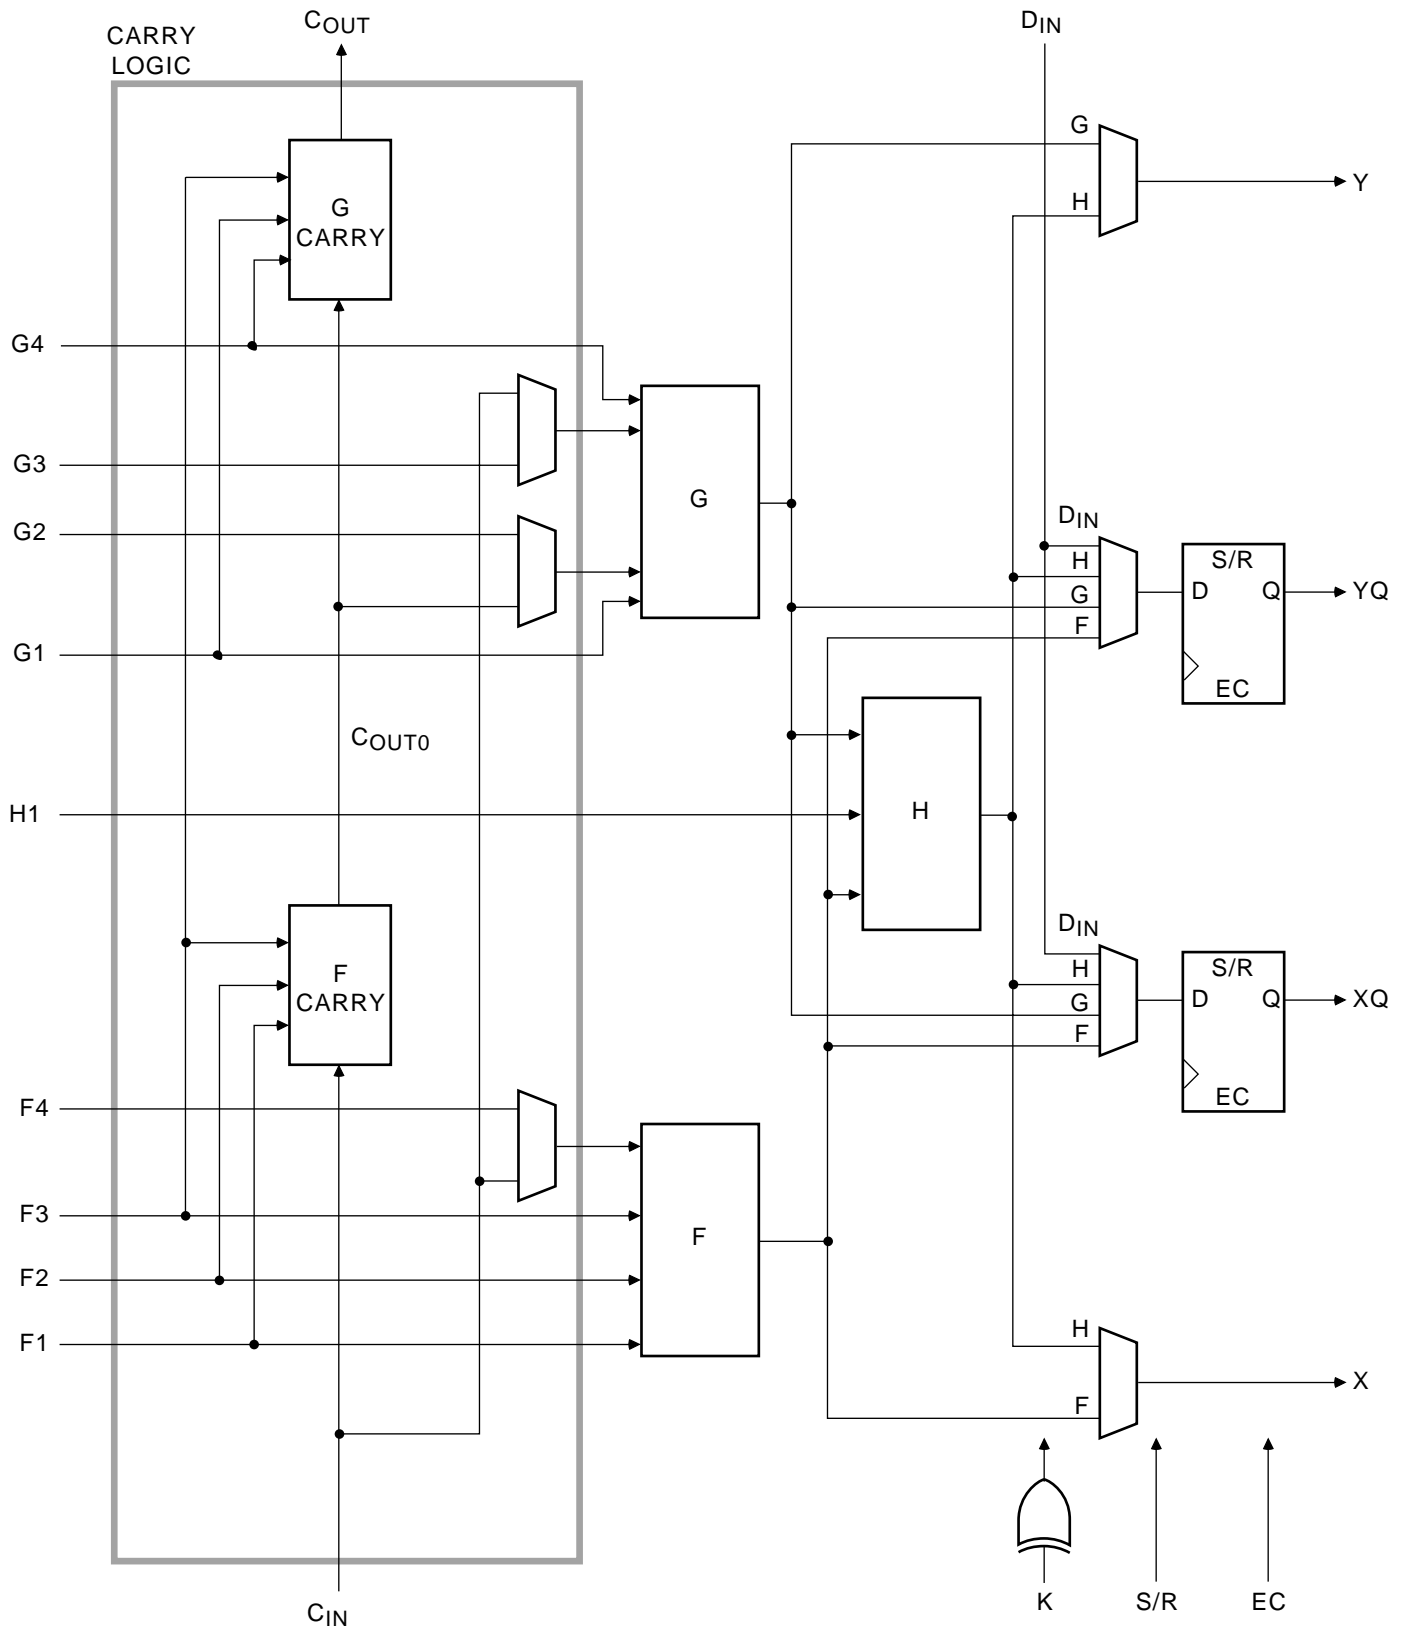 CARRY
LOGIC
COUT
DIN
G
CARRY
G
H
Y
G4
G3
G2
G1
G
DIN
H
G
F
S/R
D
Q
EC
YQ
COUT0
H1
H
F
CARRY
DIN
H
G
F
S/R
D
Q
EC
XQ
F4
F3
F2
F1
F
H
F
X
CIN
K
S/R
EC